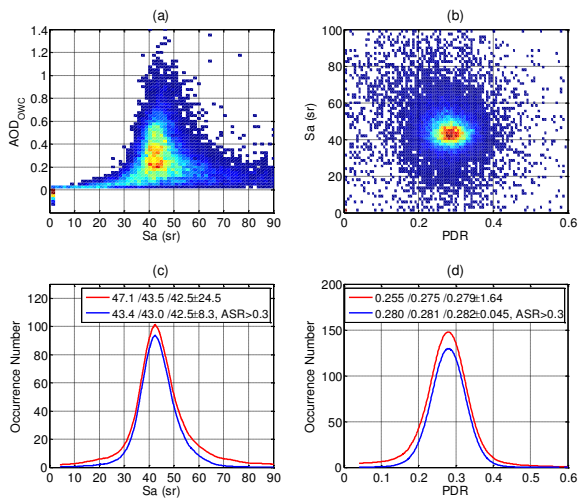 (a)
1.4
1.2
1
0.8
0.6
0.4
0.2
0
AOD_OWC
0 10 20 30 40 50 60 70 80 90
Sa (sr)
(b)
100
80
60
40
20
0
Sa (sr)
0 0.2 0.4 0.6
PDR
(c)
120
100
80
60
40
20
0
Occurrence Number
47.1 /43.5 /42.5±24.5
43.4 /43.0 /42.5±8.3, ASR>0.3
0 10 20 30 40 50 60 70 80 90
Sa (sr)
(d)
200
150
100
50
0
Occurrence Number
0.255 /0.275 /0.279±1.64
0.280 /0.281 /0.282±0.045, ASR>0.3
0 0.2 0.4 0.6
PDR